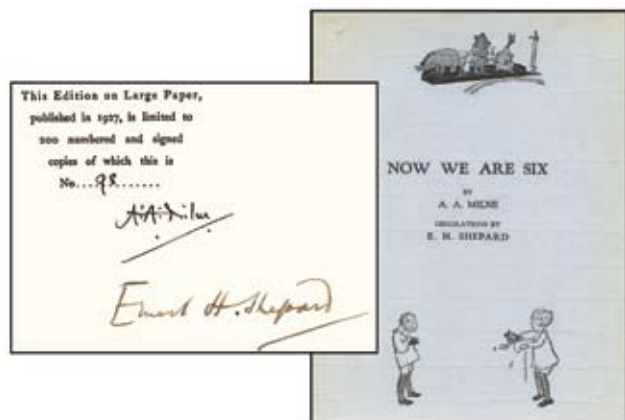 This Edition on Large Paper,
published in 1927, is limited to
200 numbered and signed
copies of which this is
No...98.......
A.A. Milne
Ernest H. Shepard
NOW WE ARE SIX
BY
A. A. MILNE
DECORATIONS BY
E. H. SHEPARD